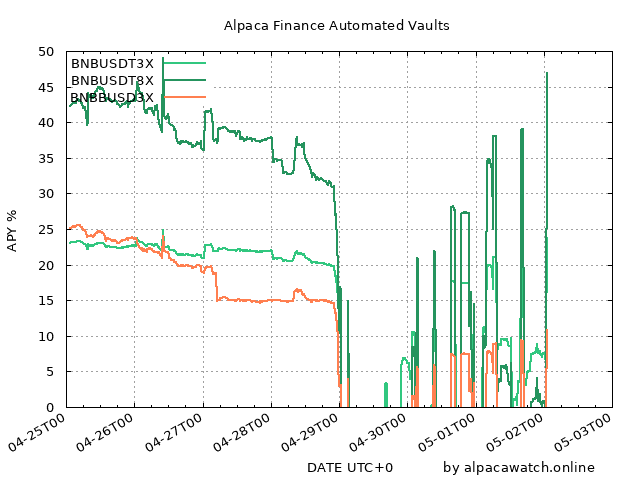 Alpaca Finance Automated Vaults
BNBUSDT3X
BNBUSDT8X
BNBBUSD3X
APY %
50
45
40
35
30
25
20
15
10
5
0
04-25T00
04-26T00
04-27T00
04-28T00
04-29T00
04-30T00
05-01T00
05-02T00
05-03T00
DATE UTC+0
by alpacawatch.online